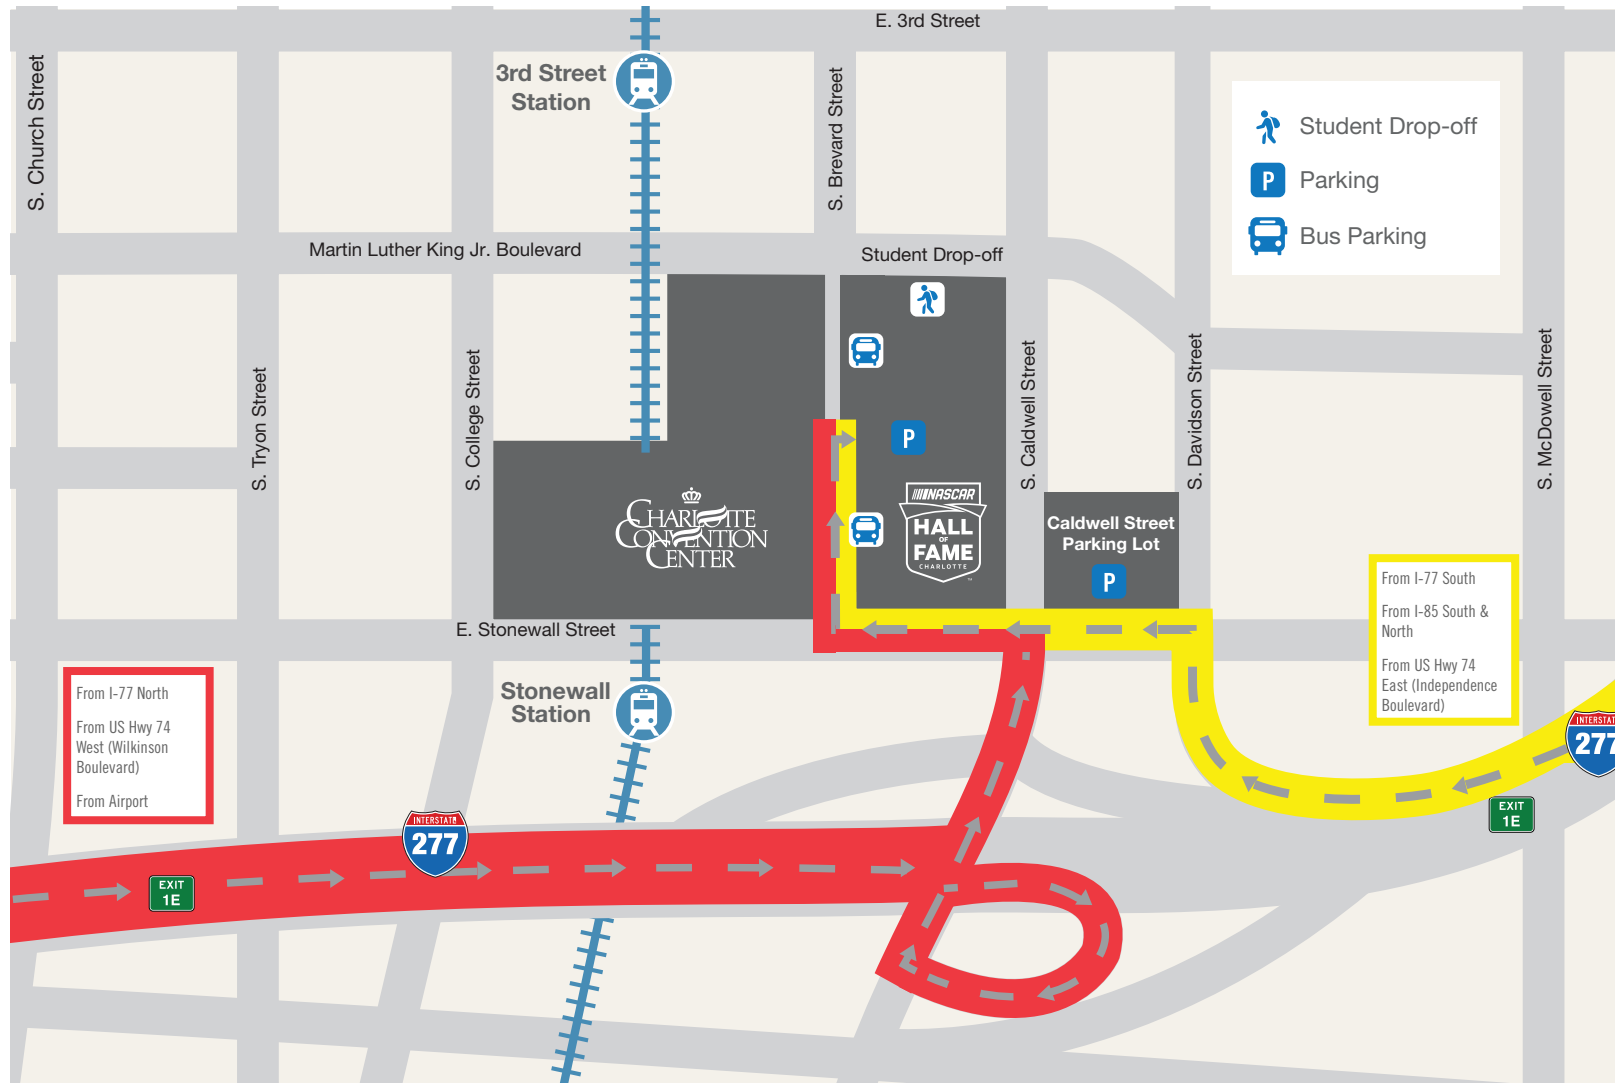 E. 3rd Street
S. Church Street
3rd Street
Station
S. Brevard Street
Student Drop-off
P
Parking
Bus Parking
Martin Luther King Jr. Boulevard
Student Drop-off
S. Tryon Street
S. College Street
S. Caldwell Street
S. Davidson Street
S. McDowell Street
P
CHARLOTTE
CONVENTION
CENTER
NASCAR
HALL
OF
FAME
CHARLOTTE
™
Caldwell Street
Parking Lot
P
From I-77 South
From I-85 South &
North
From US Hwy 74
East (Independence
Boulevard)
E. Stonewall Street
Stonewall
Station
From I-77 North
From US Hwy 74
West (Wilkinson
Boulevard)
From Airport
INTERSTATE
277
INTERSTAT
277
EXIT
1E
EXIT
1E